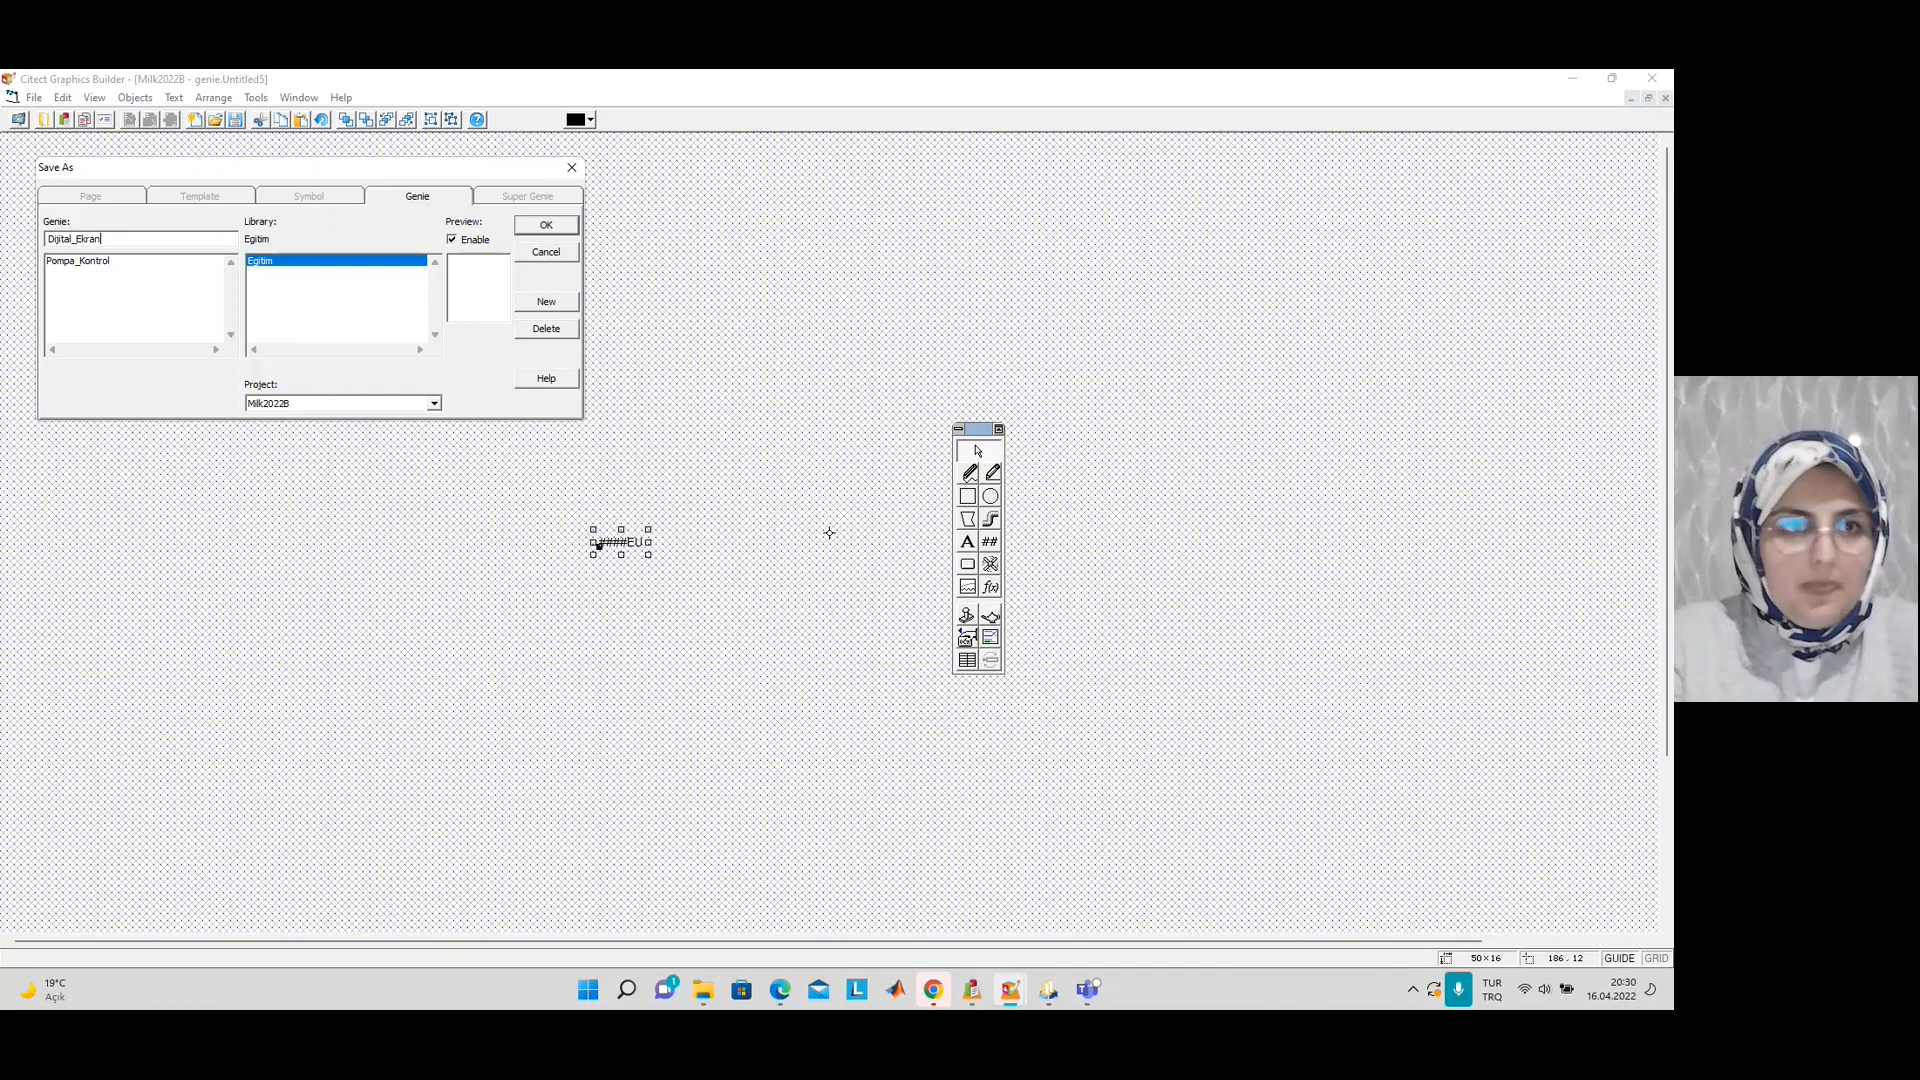 Citect Graphics Builder - [Milk2022B - genie.Untitled5]
File Edit View Objects Text Arrange Tools Window Help
Save As
Page Template Symbol Genie Super Genie
Genie: Library: Preview:
Dijital_Ekran Egitim Enable OK
Cancel
Pompa_Kontrol Egitim
New
Delete
Help
Project:
Milk2022B
####EU
A ##
f(x)
50×16 186 , 12 GUIDE GRID
19°C
Açık
1
L
TUR
TRQ
20:30
16.04.2022